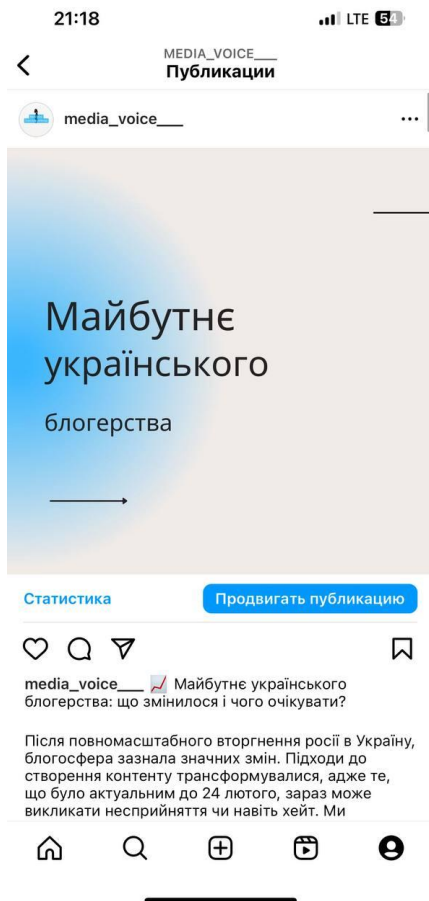 21:18
LTE 54
MEDIA_VOICE___
Публикации
media_voice___
Майбутнє
українського
блогерства
Статистика
Продвигать публикацию
media_voice___ 📈 Майбутнє українського
блогерства: що змінилося і чого очікувати?
Після повномасштабного вторгнення росії в Україну,
блогосфера зазнала значних змін. Підходи до
створення контенту трансформувалися, адже те,
що було актуальним до 24 лютого, зараз може
викликати несприйняття чи навіть хейт. Ми